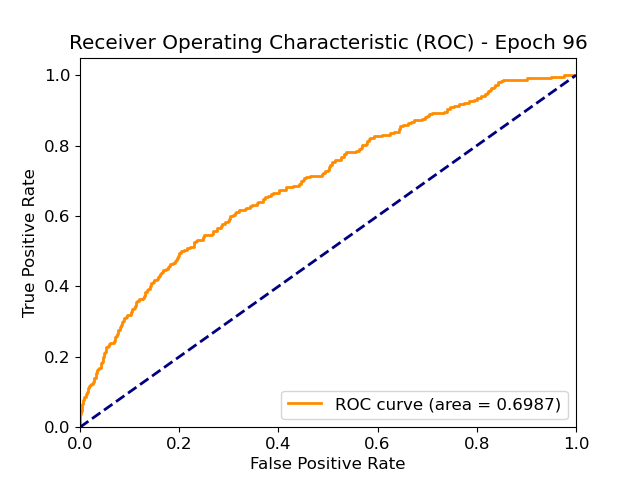 Receiver Operating Characteristic (ROC) - Epoch 96
True Positive Rate
1.0
0.8
0.6
0.4
0.2
0.0
ROC curve (area = 0.6987)
0.0 0.2 0.4 0.6 0.8 1.0
False Positive Rate